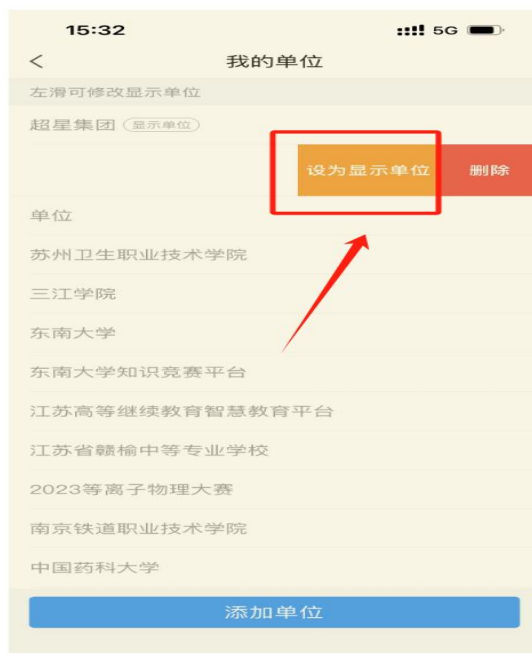 15:32 5G
< 我的单位
左滑可修改显示单位
超星集团 显示单位
设为显示单位 删除
单位
苏州卫生职业技术学院
三江学院
东南大学
东南大学知识竞赛平台
江苏高等继续教育智慧教育平台
江苏省赣榆中等专业学校
2023等离子物理大赛
南京铁道职业技术学院
中国药科大学
添加单位